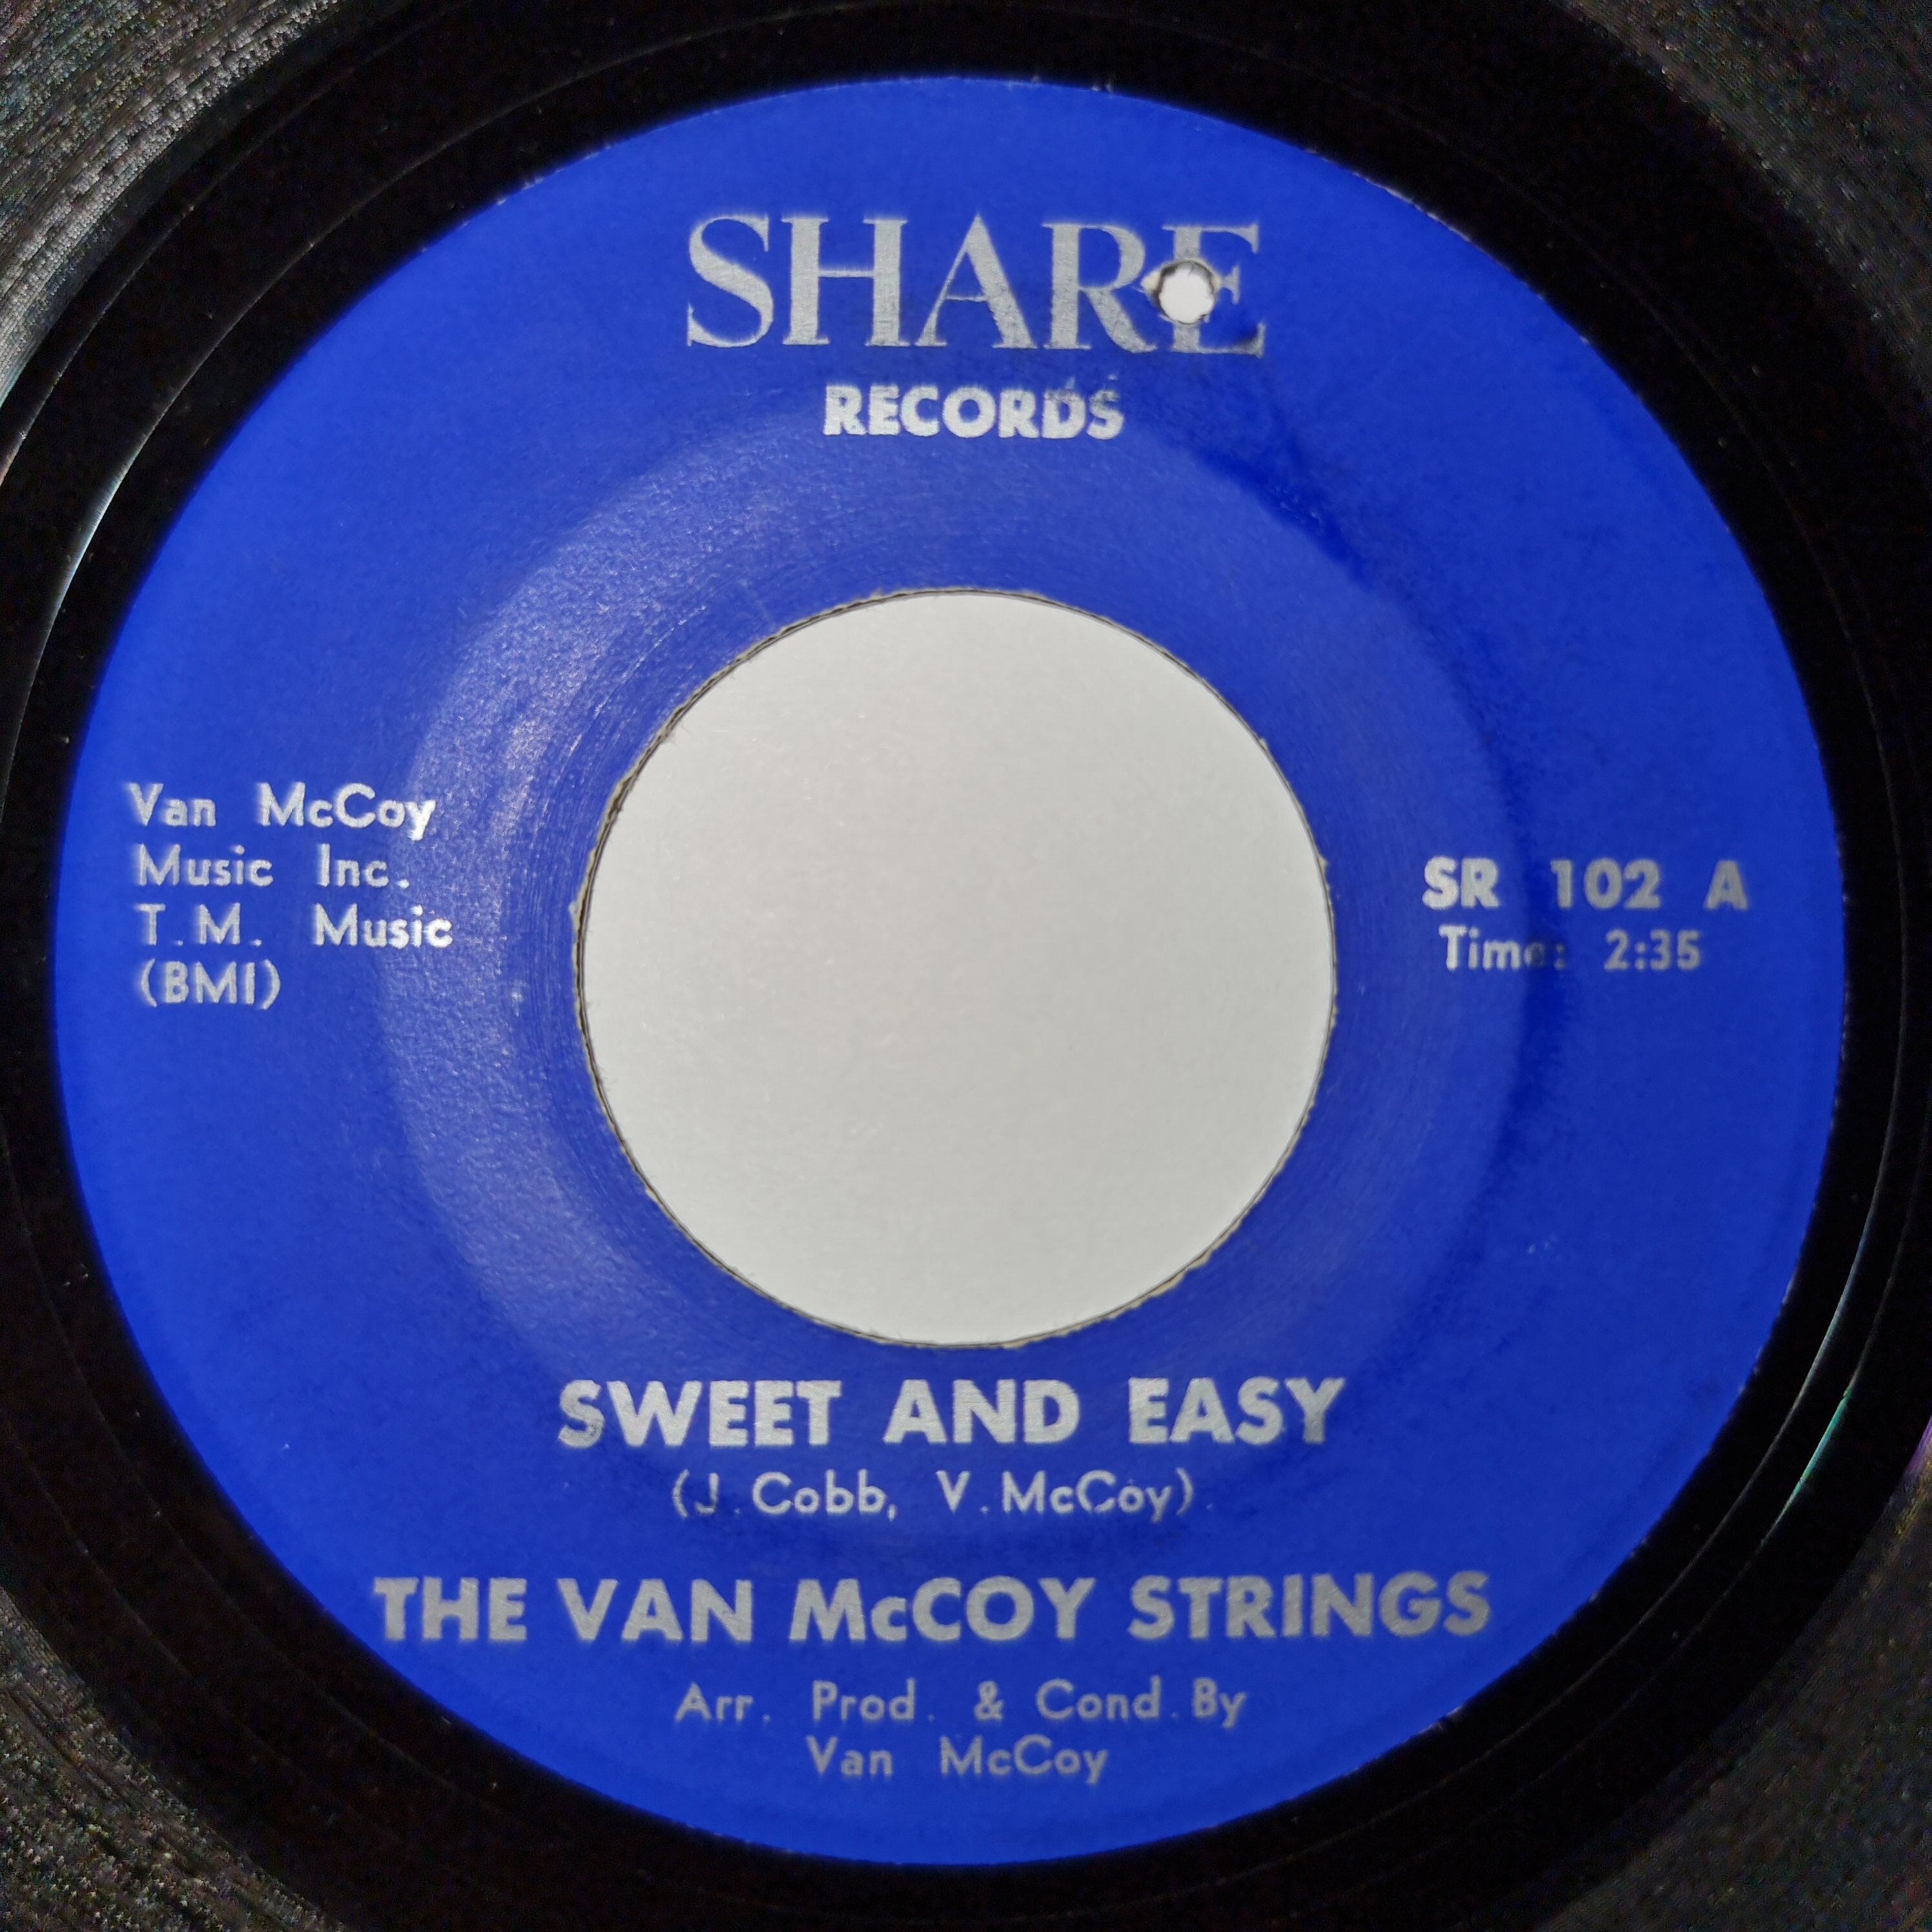 SHARE
RECORDS
Van McCoy
Music Inc.
T.M. Music
(BMI)
SR 102 A
Time: 2:35
SWEET AND EASY
(J. Cobb, V. McCoy)
THE VAN McCOY STRINGS
Arr. Prod. & Cond. By
Van McCoy